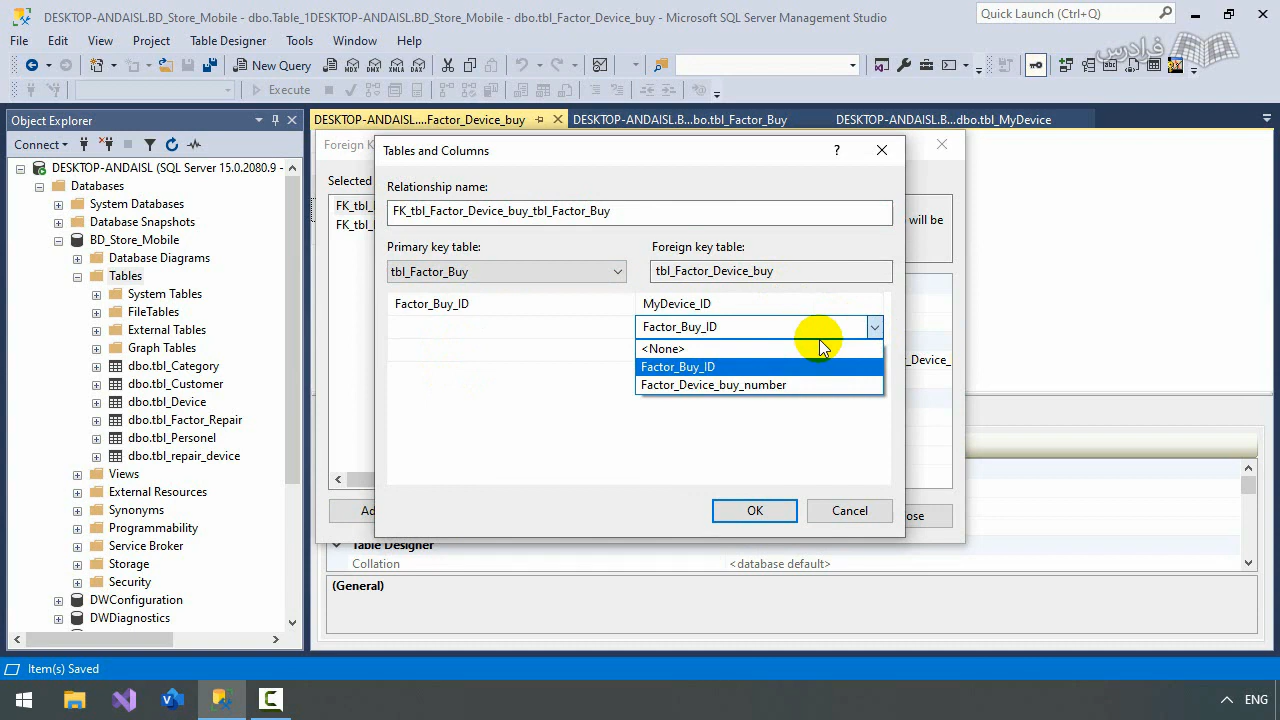 DESKTOP-ANDAISL.BD_Store_Mobile - dbo.Table_1DESKTOP-ANDAISL.BD_Store_Mobile - dbo.tbl_Factor_Device_buy - Microsoft SQL Server Management Studio
Quick Launch (Ctrl+Q)
File Edit View Project Table Designer Tools Window Help
فرادرس
New Query
MDX DMX XMLA DAX
Execute
Object Explorer
DESKTOP-ANDAISL....Factor_Device_buy
DESKTOP-ANDAISL.B...bo.tbl_Factor_Buy
DESKTOP-ANDAISL.B...dbo.tbl_MyDevice
Connect
DESKTOP-ANDAISL (SQL Server 15.0.2080.9 -
Databases
System Databases
Database Snapshots
BD_Store_Mobile
Database Diagrams
Tables
System Tables
FileTables
External Tables
Graph Tables
dbo.tbl_Category
dbo.tbl_Customer
dbo.tbl_Device
dbo.tbl_Factor_Repair
dbo.tbl_Personel
dbo.tbl_repair_device
Views
External Resources
Synonyms
Programmability
Service Broker
Storage
Security
DWConfiguration
DWDiagnostics
Foreign K
Selected
FK_tbl_
FK_tbl_
o will be
_Device_
Ad
ose
Tables and Columns
?
Relationship name:
FK_tbl_Factor_Device_buy_tbl_Factor_Buy
Primary key table:
Foreign key table:
tbl_Factor_Buy
tbl_Factor_Device_buy
Factor_Buy_ID
MyDevice_ID
Factor_Buy_ID
<None>
Factor_Buy_ID
Factor_Device_buy_number
OK
Cancel
Table Designer
Collation
<database default>
(General)
Item(s) Saved
ENG